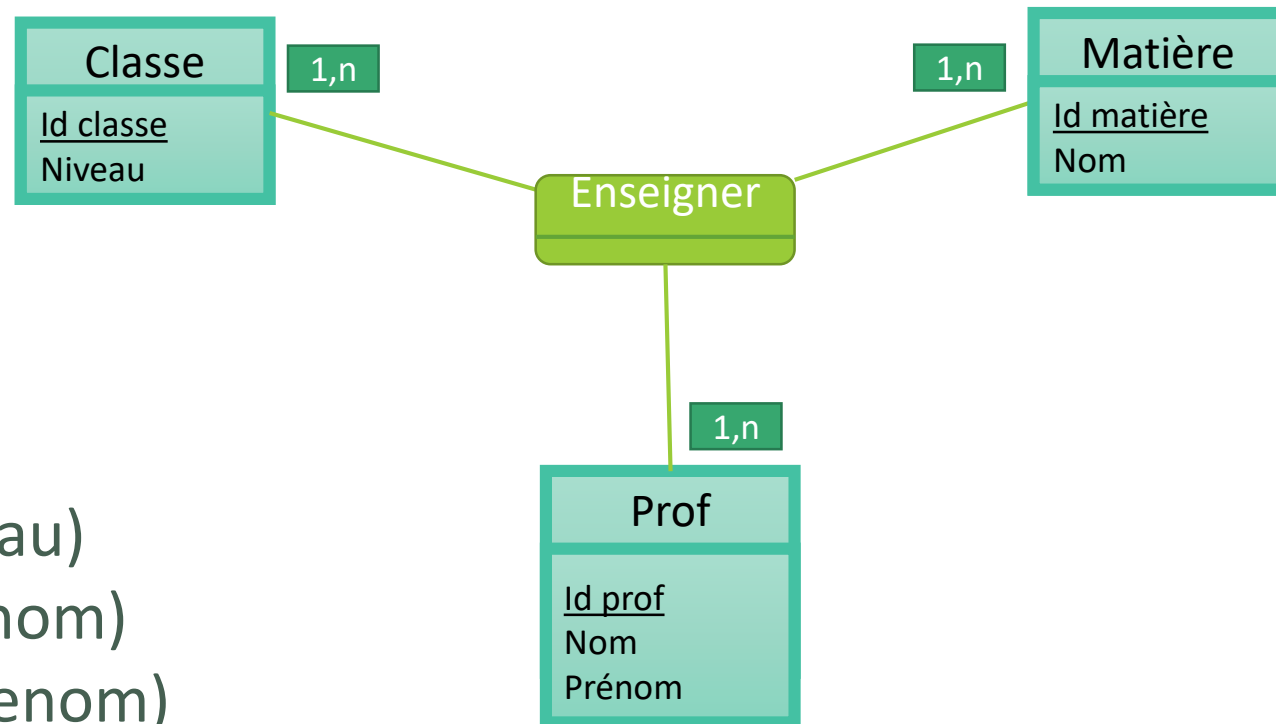 Classe
1,n
Id classe
Niveau
1,n
Matière
Id matière
Nom
Enseigner
1,n
Prof
Id prof
Nom
Prénom
au)
nom)
enom)